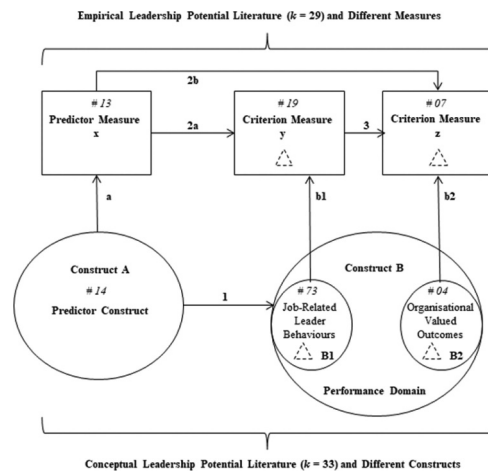 Empirical Leadership Potential Literature (k = 29) and Different Measures
2b
# 13
Predictor Measure
x
2a
# 19
Criterion Measure
y
3
# 07
Criterion Measure
z
a
b1
b2
Construct A
# 14
Predictor Construct
1
Construct B
# 73
Job-Related
Leader
Behaviours
B1
# 04
Organisational
Valued
Outcomes
B2
Performance Domain
Conceptual Leadership Potential Literature (k = 33) and Different Constructs